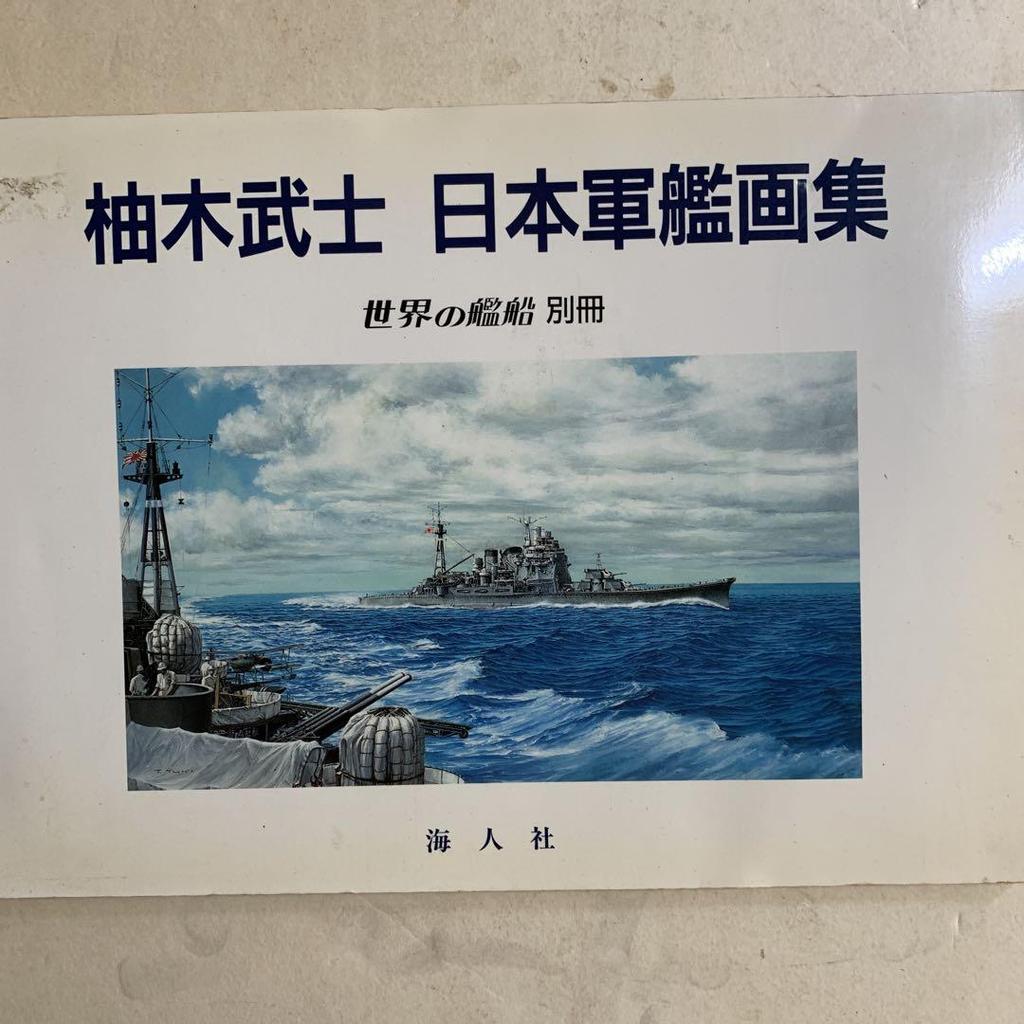 柚木武士 日本軍艦画集
世界の艦船 別冊
海人社